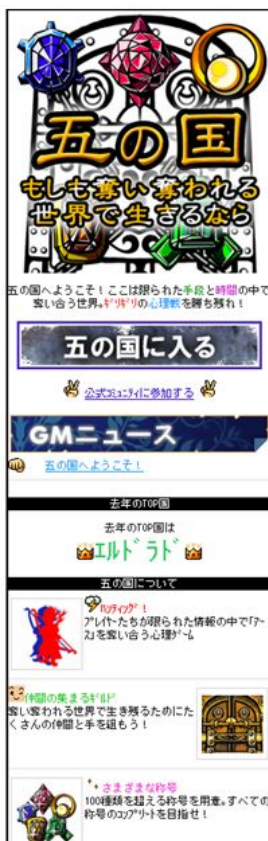 五の国
もしも奪い奪われる
世界で生きるなら
五の国へようこそ！ここは限られた手段と時間の中で
奪い合う世界。ｷﾞﾘｷﾞﾘの心理戦を勝ち残れ！
五の国に入る
公式ｺﾐｭﾆﾃｨに参加する
GMニュース
五の国へようこそ！
去年のTOP国
去年のTOP国は
ｴﾙﾄﾞﾗﾄﾞ
五の国について
ﾊﾝﾃｨﾝｸﾞ！
ﾌﾟﾚｲﾔｰたちが限られた情報の中で｢ｱｰ
ｽ｣を奪い合う心理ｹﾞｰﾑ
仲間の集まるｷﾞﾙﾄﾞ
奪い奪われる世界で生き残るためにた
くさんの仲間と手を組もう！
さまざまな称号
100種類を超える称号を用意｡すべての
称号のｺﾝﾌﾟﾘｰﾄを目指せ！